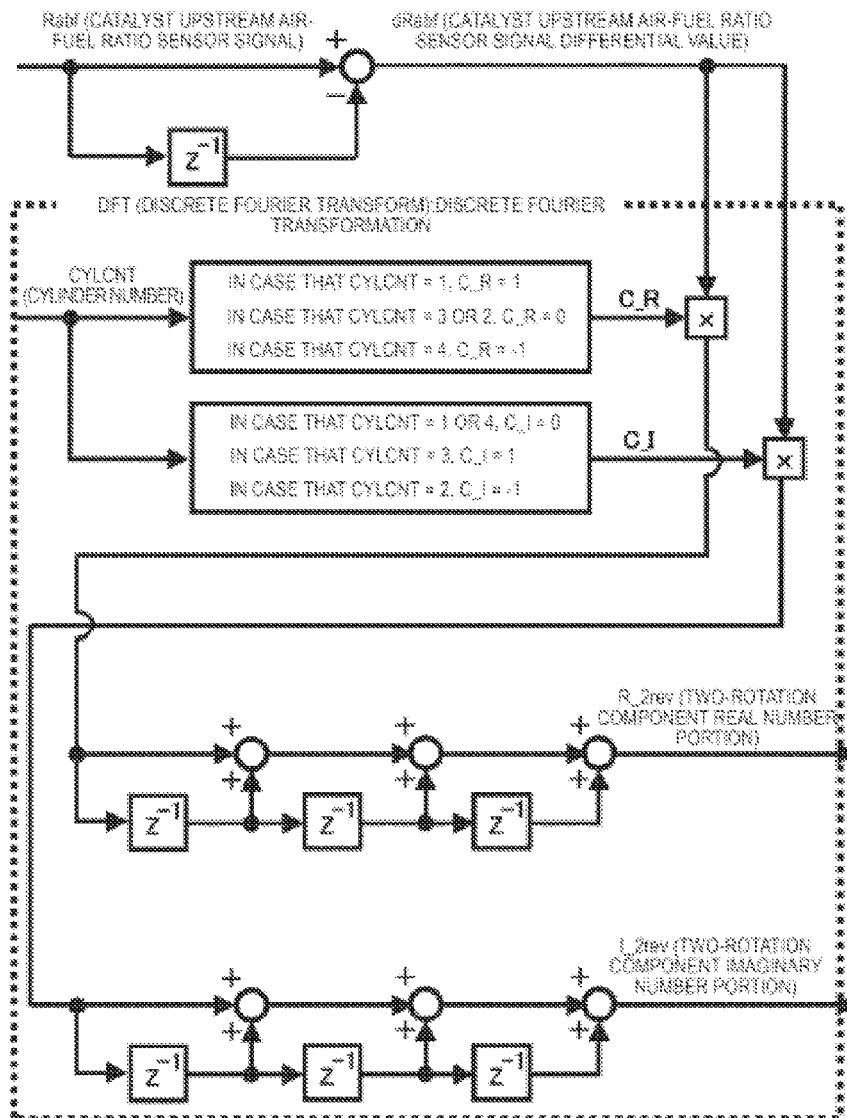 Rabf (CATALYST UPSTREAM AIR-
FUEL RATIO SENSOR SIGNAL)
dRabf (CATALYST UPSTREAM AIR-FUEL RATIO
SENSOR SIGNAL DIFFERENTIAL VALUE)
+
−
Z⁻¹
DFT (DISCRETE FOURIER TRANSFORM):DISCRETE FOURIER
TRANSFORMATION
CYLCNT
(CYLINDER NUMBER)
IN CASE THAT CYLCNT = 1, C_R = 1
IN CASE THAT CYLCNT = 3 OR 2, C_R = 0
IN CASE THAT CYLCNT = 4, C_R = -1
C_R
×
IN CASE THAT CYLCNT = 1 OR 4, C_I = 0
IN CASE THAT CYLCNT = 3, C_I = 1
IN CASE THAT CYLCNT = 2, C_I = -1
C_I
×
R_2rev (TWO-ROTATION
COMPONENT REAL NUMBER
PORTION)
+ + +
+ + +
Z⁻¹ Z⁻¹ Z⁻¹
I_2rev (TWO-ROTATION
COMPONENT IMAGINARY
NUMBER PORTION)
+ + +
+ + +
Z⁻¹ Z⁻¹ Z⁻¹